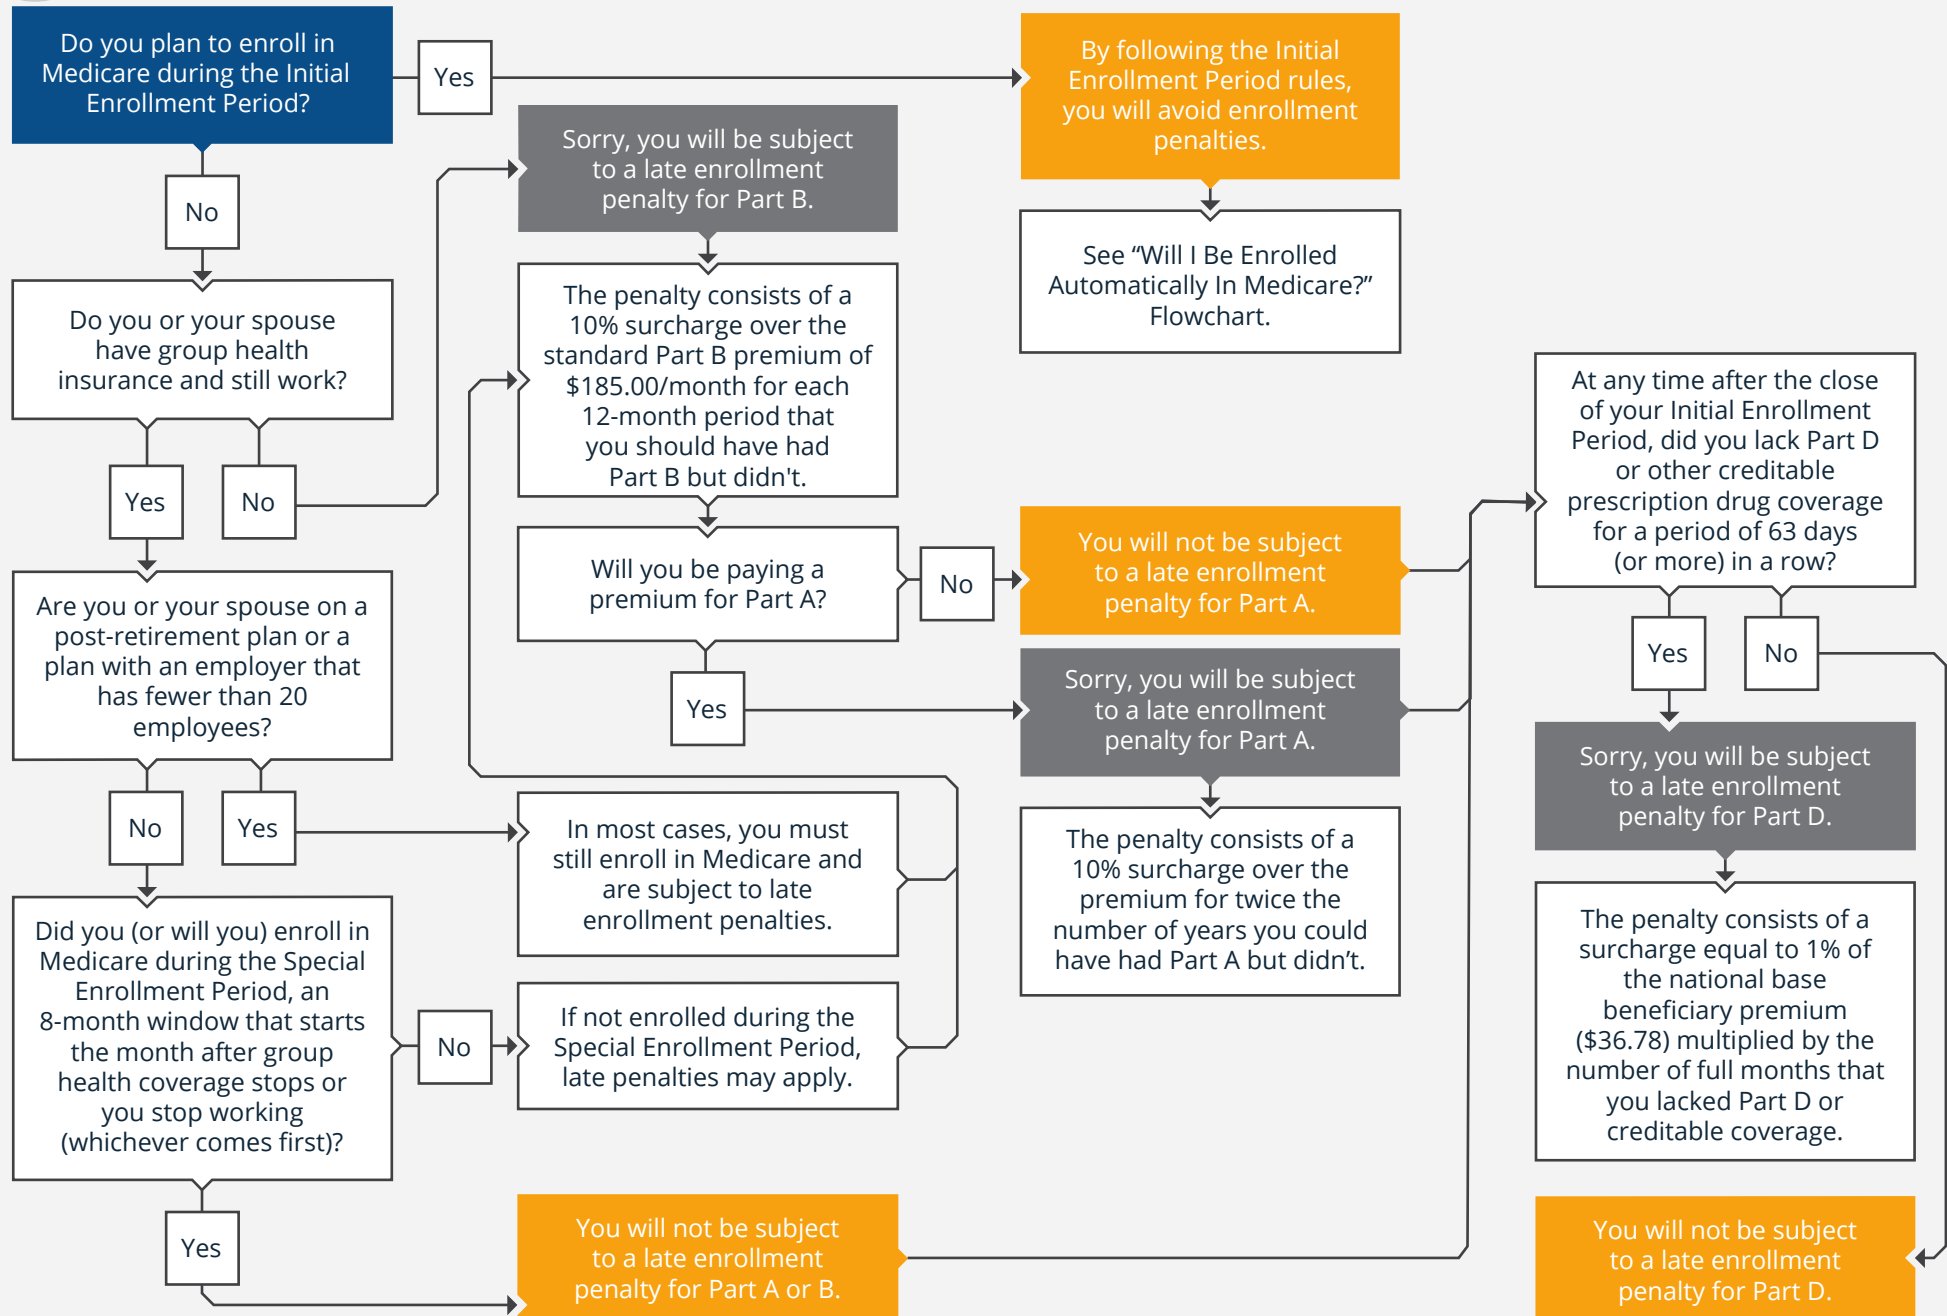 Do you plan to enroll in
Medicare during the Initial
Enrollment Period?
Yes
By following the Initial
Enrollment Period rules,
you will avoid enrollment
penalties.
See “Will I Be Enrolled
Automatically In Medicare?”
Flowchart.
No
Do you or your spouse
have group health
insurance and still work?
Yes
No
Sorry, you will be subject
to a late enrollment
penalty for Part B.
The penalty consists of a
10% surcharge over the
standard Part B premium of
$185.00/month for each
12-month period that
you should have had
Part B but didn't.
Will you be paying a
premium for Part A?
No
You will not be subject
to a late enrollment
penalty for Part A.
Yes
Sorry, you will be subject
to a late enrollment
penalty for Part A.
The penalty consists of a
10% surcharge over the
premium for twice the
number of years you could
have had Part A but didn’t.
Are you or your spouse on a
post-retirement plan or a
plan with an employer that
has fewer than 20
employees?
No
Yes
In most cases, you must
still enroll in Medicare and
are subject to late
enrollment penalties.
Did you (or will you) enroll in
Medicare during the Special
Enrollment Period, an
8-month window that starts
the month after group
health coverage stops or
you stop working
(whichever comes first)?
No
If not enrolled during the
Special Enrollment Period,
late penalties may apply.
Yes
You will not be subject
to a late enrollment
penalty for Part A or B.
At any time after the close
of your Initial Enrollment
Period, did you lack Part D
or other creditable
prescription drug coverage
for a period of 63 days
(or more) in a row?
Yes
No
Sorry, you will be subject
to a late enrollment
penalty for Part D.
The penalty consists of a
surcharge equal to 1% of
the national base
beneficiary premium
($36.78) multiplied by the
number of full months that
you lacked Part D or
creditable coverage.
You will not be subject
to a late enrollment
penalty for Part D.